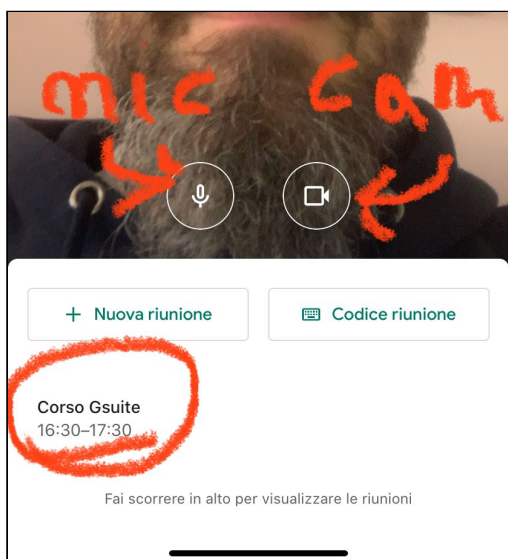 mic cam
+ Nuova riunione
Codice riunione
Corso Gsuite
16:30–17:30
Fai scorrere in alto per visualizzare le riunioni